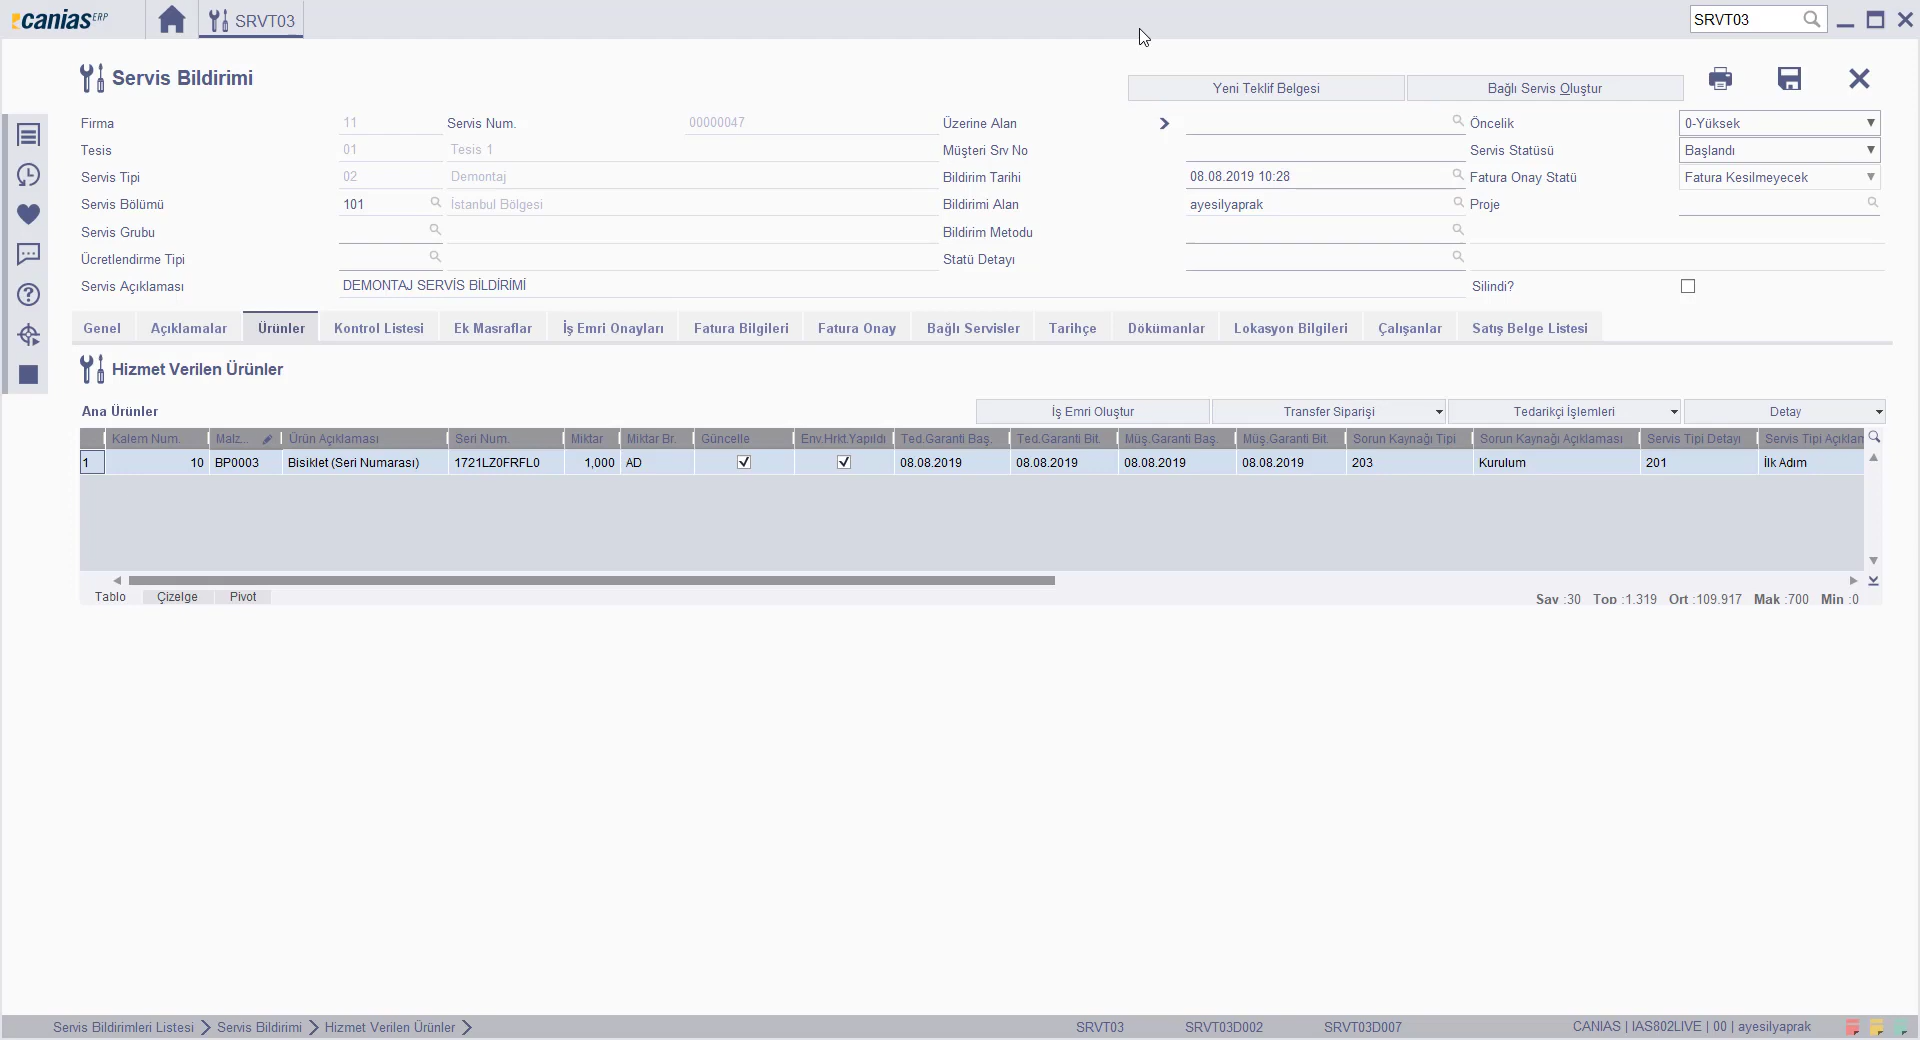 canias ERP SRVT03 SRVT03
Servis Bildirimi
Yeni Teklif Belgesi Bağlı Servis Oluştur
Firma 11 Servis Num. 00000047 Üzerine Alan Öncelik 0-Yüksek
Tesis 01 Tesis 1 Müşteri Srv No Servis Statüsü Başlandı
Servis Tipi 02 Demontaj Bildirim Tarihi 08.08.2019 10:28 Fatura Onay Statü Fatura Kesilmeyecek
Servis Bölümü 101 İstanbul Bölgesi Bildirimi Alan ayesilyaprak Proje
Servis Grubu Bildirim Metodu
Ücretlendirme Tipi Statü Detayı
Servis Açıklaması DEMONTAJ SERVİS BİLDİRİMİ Silindi?
Genel Açıklamalar Ürünler Kontrol Listesi Ek Masraflar İş Emri Onayları Fatura Bilgileri Fatura Onay Bağlı Servisler Tarihçe Dökümanlar Lokasyon Bilgileri Çalışanlar Satış Belge Listesi
Hizmet Verilen Ürünler
Ana Ürünler İş Emri Oluştur Transfer Siparişi Tedarikçi İşlemleri Detay
Kalem Num. Malz... Ürün Açıklaması Seri Num. Miktar Miktar Br. Güncelle Env.Hrkt.Yapıldı Ted.Garanti Baş. Ted.Garanti Bit. Müş.Garanti Baş. Müş.Garanti Bit. Sorun Kaynağı Tipi Sorun Kaynağı Açıklaması Servis Tipi Detayı Servis Tipi Açıklan
1 10 BP0003 Bisiklet (Seri Numarası) 1721LZ0FRFL0 1,000 AD 08.08.2019 08.08.2019 08.08.2019 08.08.2019 203 Kurulum 201 İlk Adım
Tablo Çizelge Pivot Say :30 Top :1.319 Ort :109,917 Mak :700 Min :0
Servis Bildirimleri Listesi Servis Bildirimi Hizmet Verilen Ürünler SRVT03 SRVT03D002 SRVT03D007 CANIAS | IAS802LIVE | 00 | ayesilyaprak